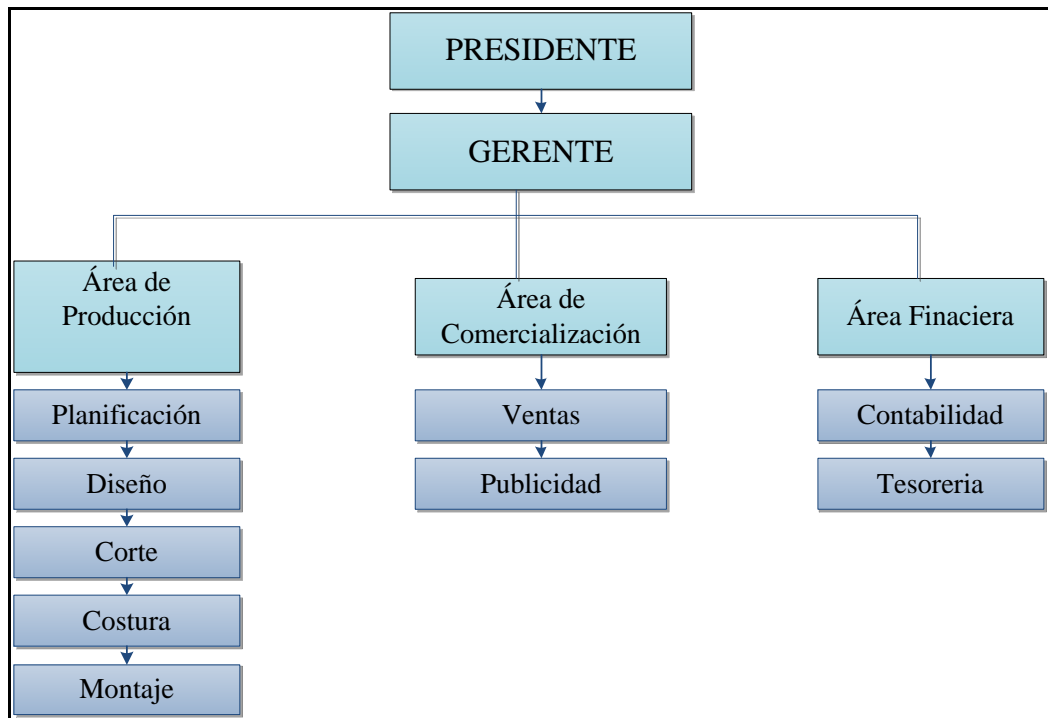 PRESIDENTE
GERENTE
Área de
Producción
Planificación
Diseño
Corte
Costura
Montaje
Área de
Comercialización
Ventas
Publicidad
Área Finaciera
Contabilidad
Tesoreria